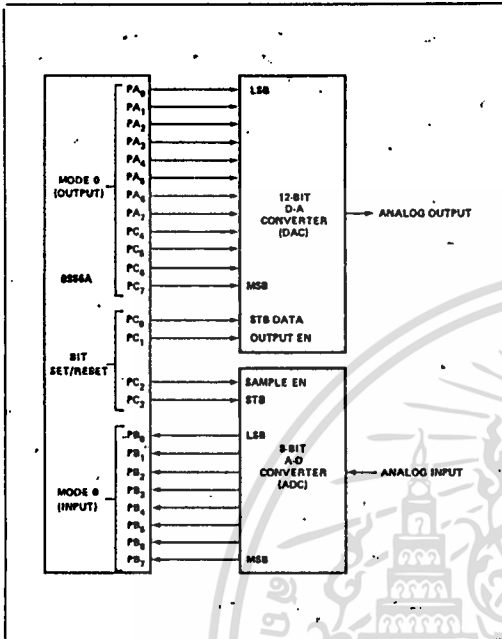 PA₀
PA₁
PA₂
PA₃
PA₄
PA₅
PA₆
PA₇
PC₄
PC₅
PC₆
PC₇
MODE 0
(OUTPUT)
8255A
PC₀
PC₁
PC₂
PC₃
BIT
SET/RESET
PB₀
PB₁
PB₂
PB₃
PB₄
PB₅
PB₆
PB₇
MODE 0
(INPUT)
LSB
12-BIT
D-A
CONVERTER
(DAC)
MSB
STB DATA
OUTPUT EN
ANALOG OUTPUT
SAMPLE EN
STB
LSB
8-BIT
A-D
CONVERTER
(ADC)
MSB
ANALOG INPUT